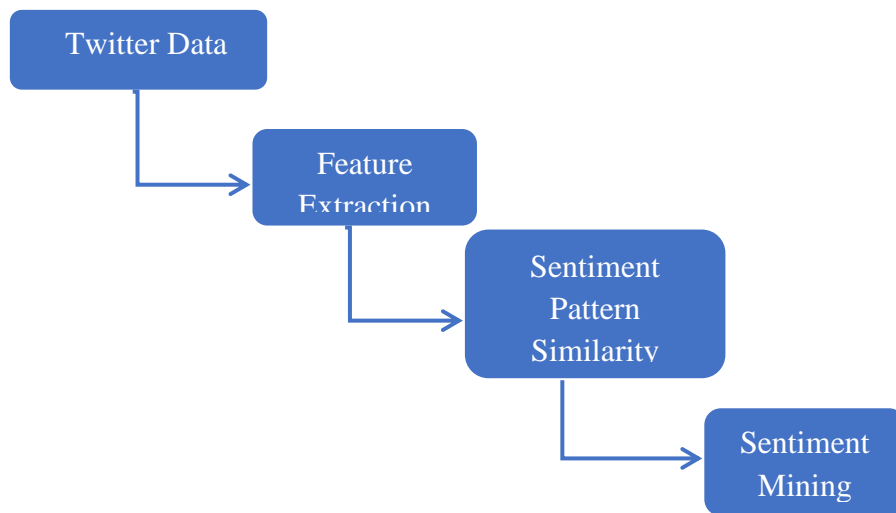 Twitter Data
Feature
Extraction
Sentiment
Pattern
Similarity
Sentiment
Mining